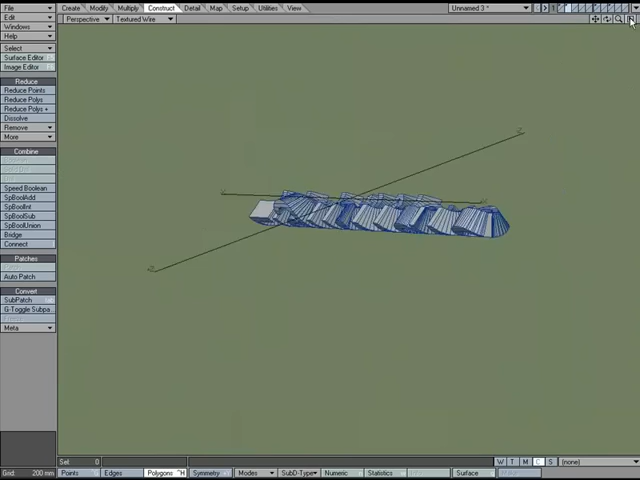 File Create Modify Multiply Construct Detail Map Setup Utilities View Unnamed 3 * 1
Edit Perspective Textured Wire
Windows
Help
Select
Surface Editor
Image Editor
Reduce
Reduce Points
Reduce Polys
Reduce Polys +
Dissolve
Remove
More
Combine
Speed Boolean
SpBoolAdd
SpBoolInt
SpBoolSub
SpBoolUnion
Bridge
Connect
Patches
Auto Patch
Convert
SubPatch
G-Toggle Subpa...
Meta
Sel: 0 W T M C S (none)
Grid: 200 mm Points Edges Polygons ^H Symmetry Modes SubD-Type Numeric Statistics Surface